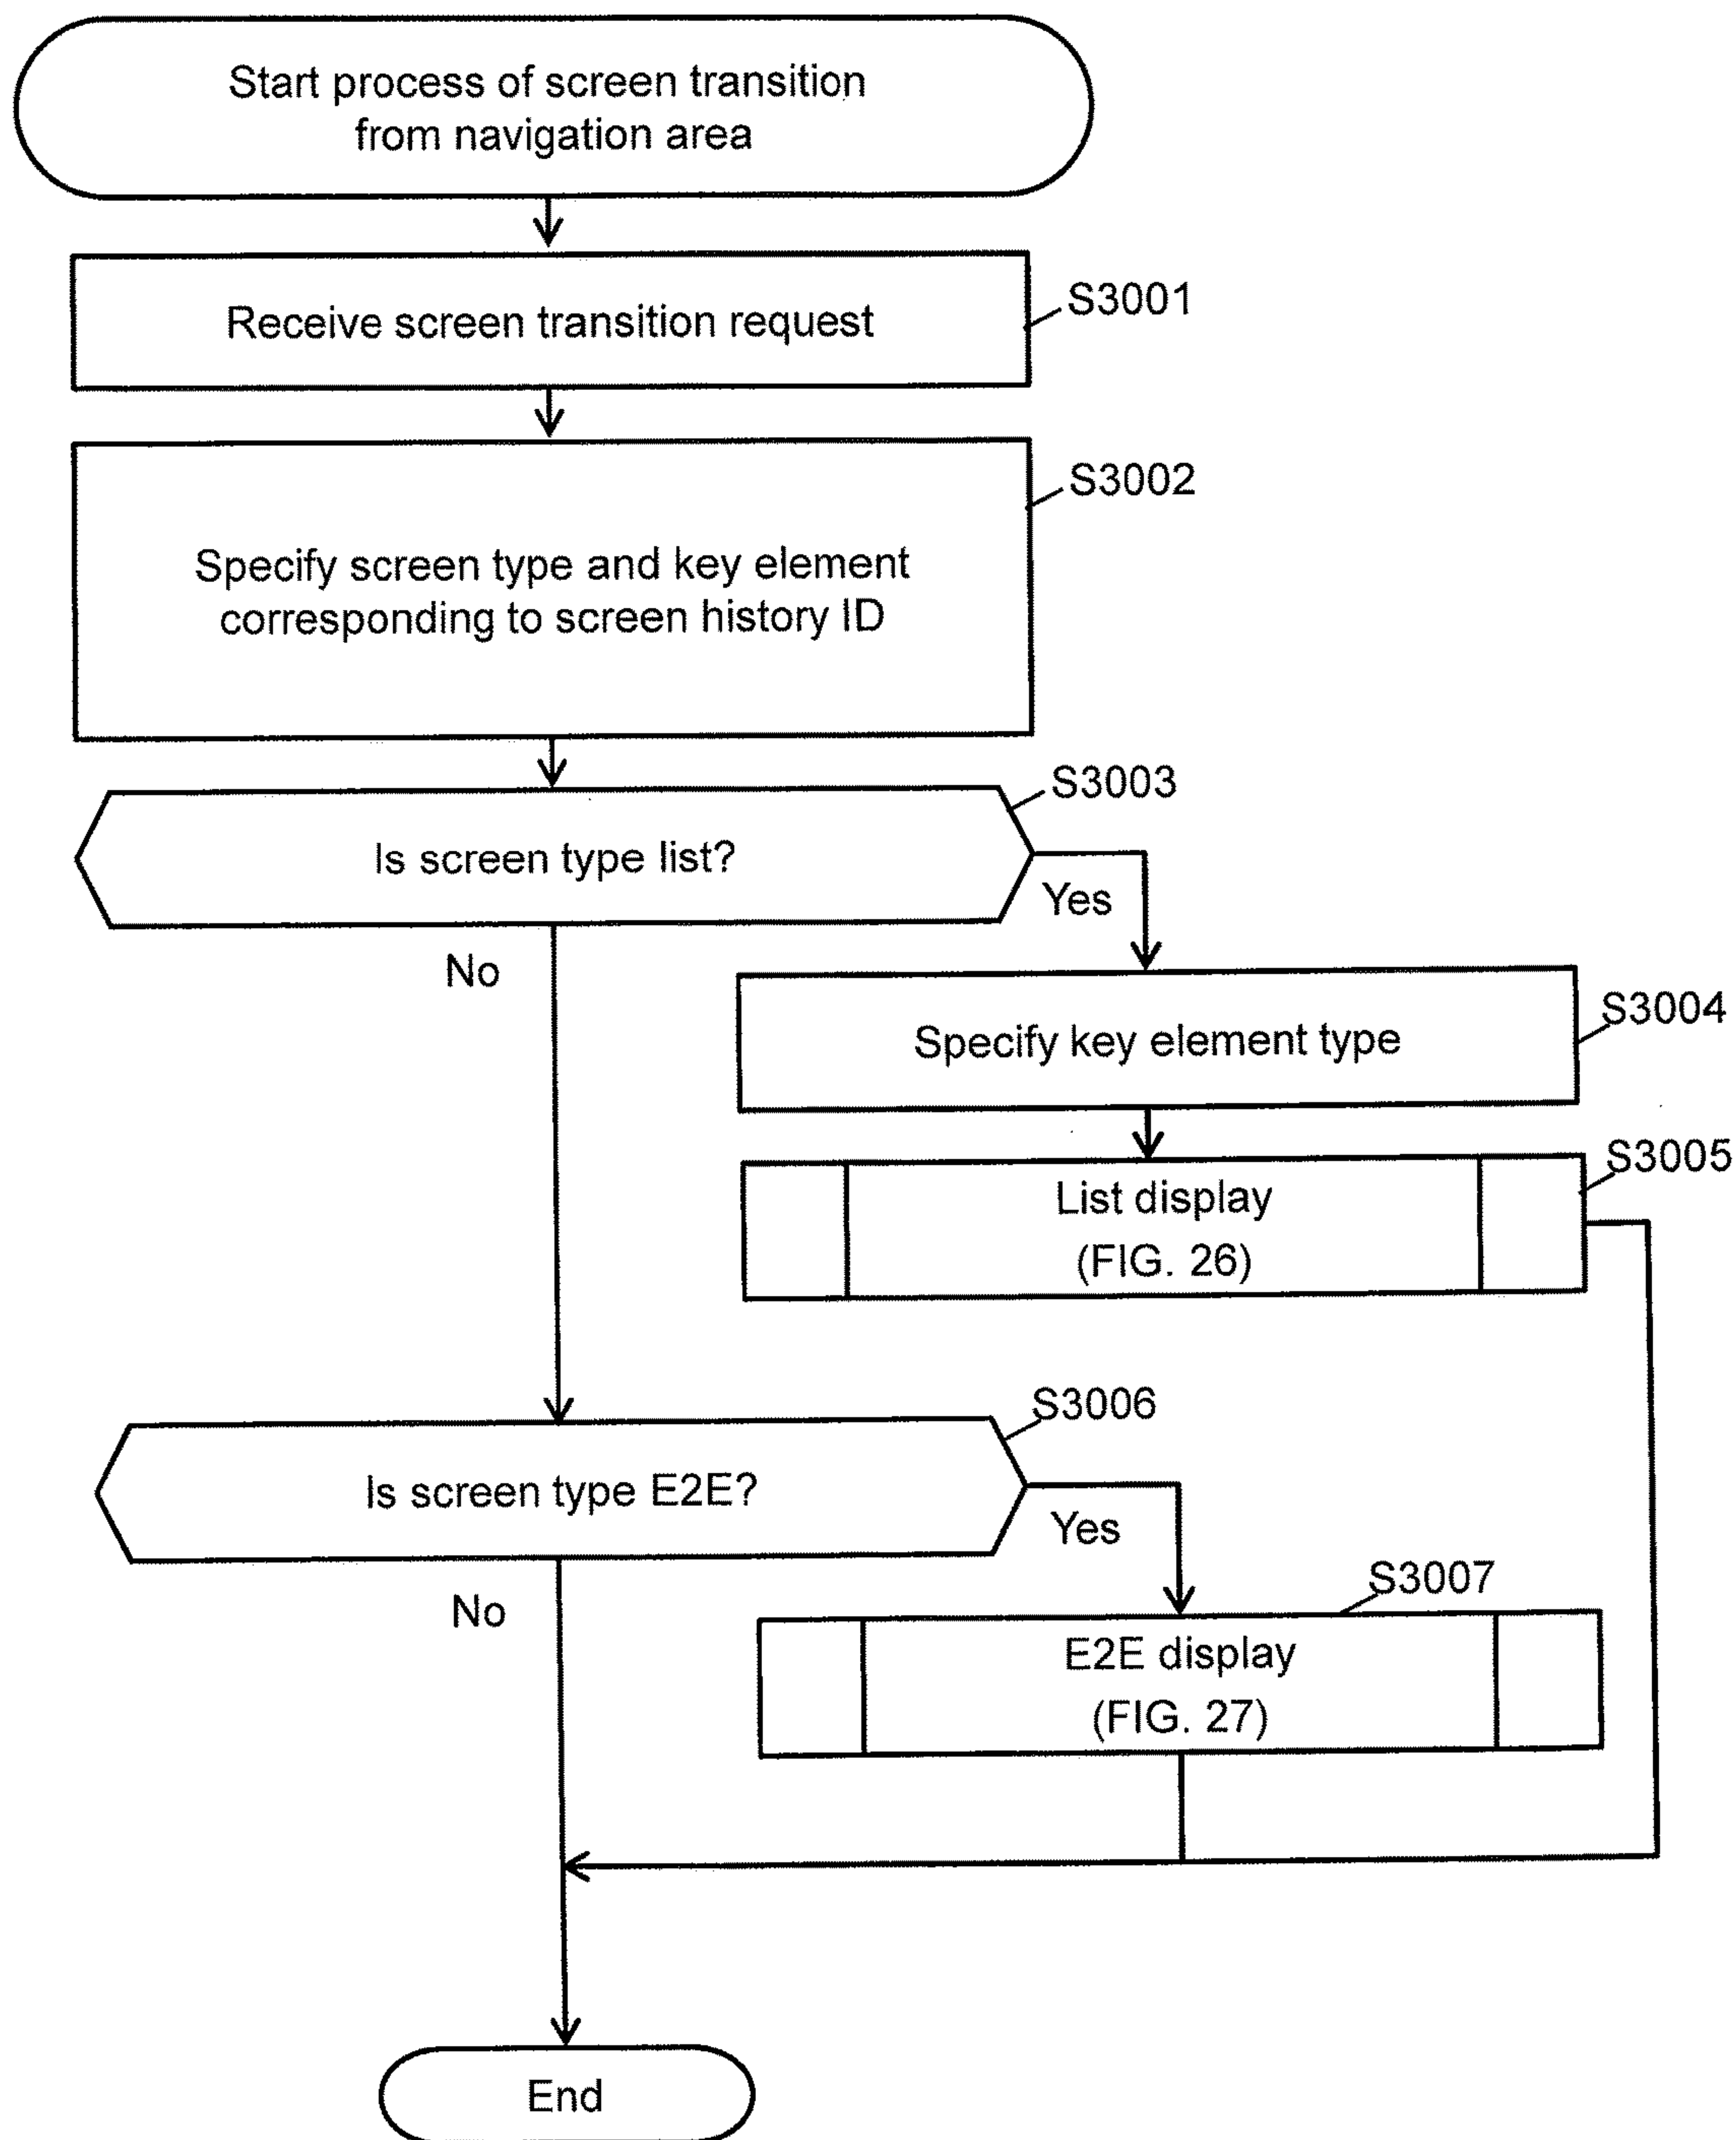 Start process of screen transition
from navigation area
Receive screen transition request
S3001
S3002
Specify screen type and key element
corresponding to screen history ID
S3003
Is screen type list?
Yes
No
S3004
Specify key element type
S3005
List display
(FIG. 26)
S3006
Is screen type E2E?
Yes
No
S3007
E2E display
(FIG. 27)
End